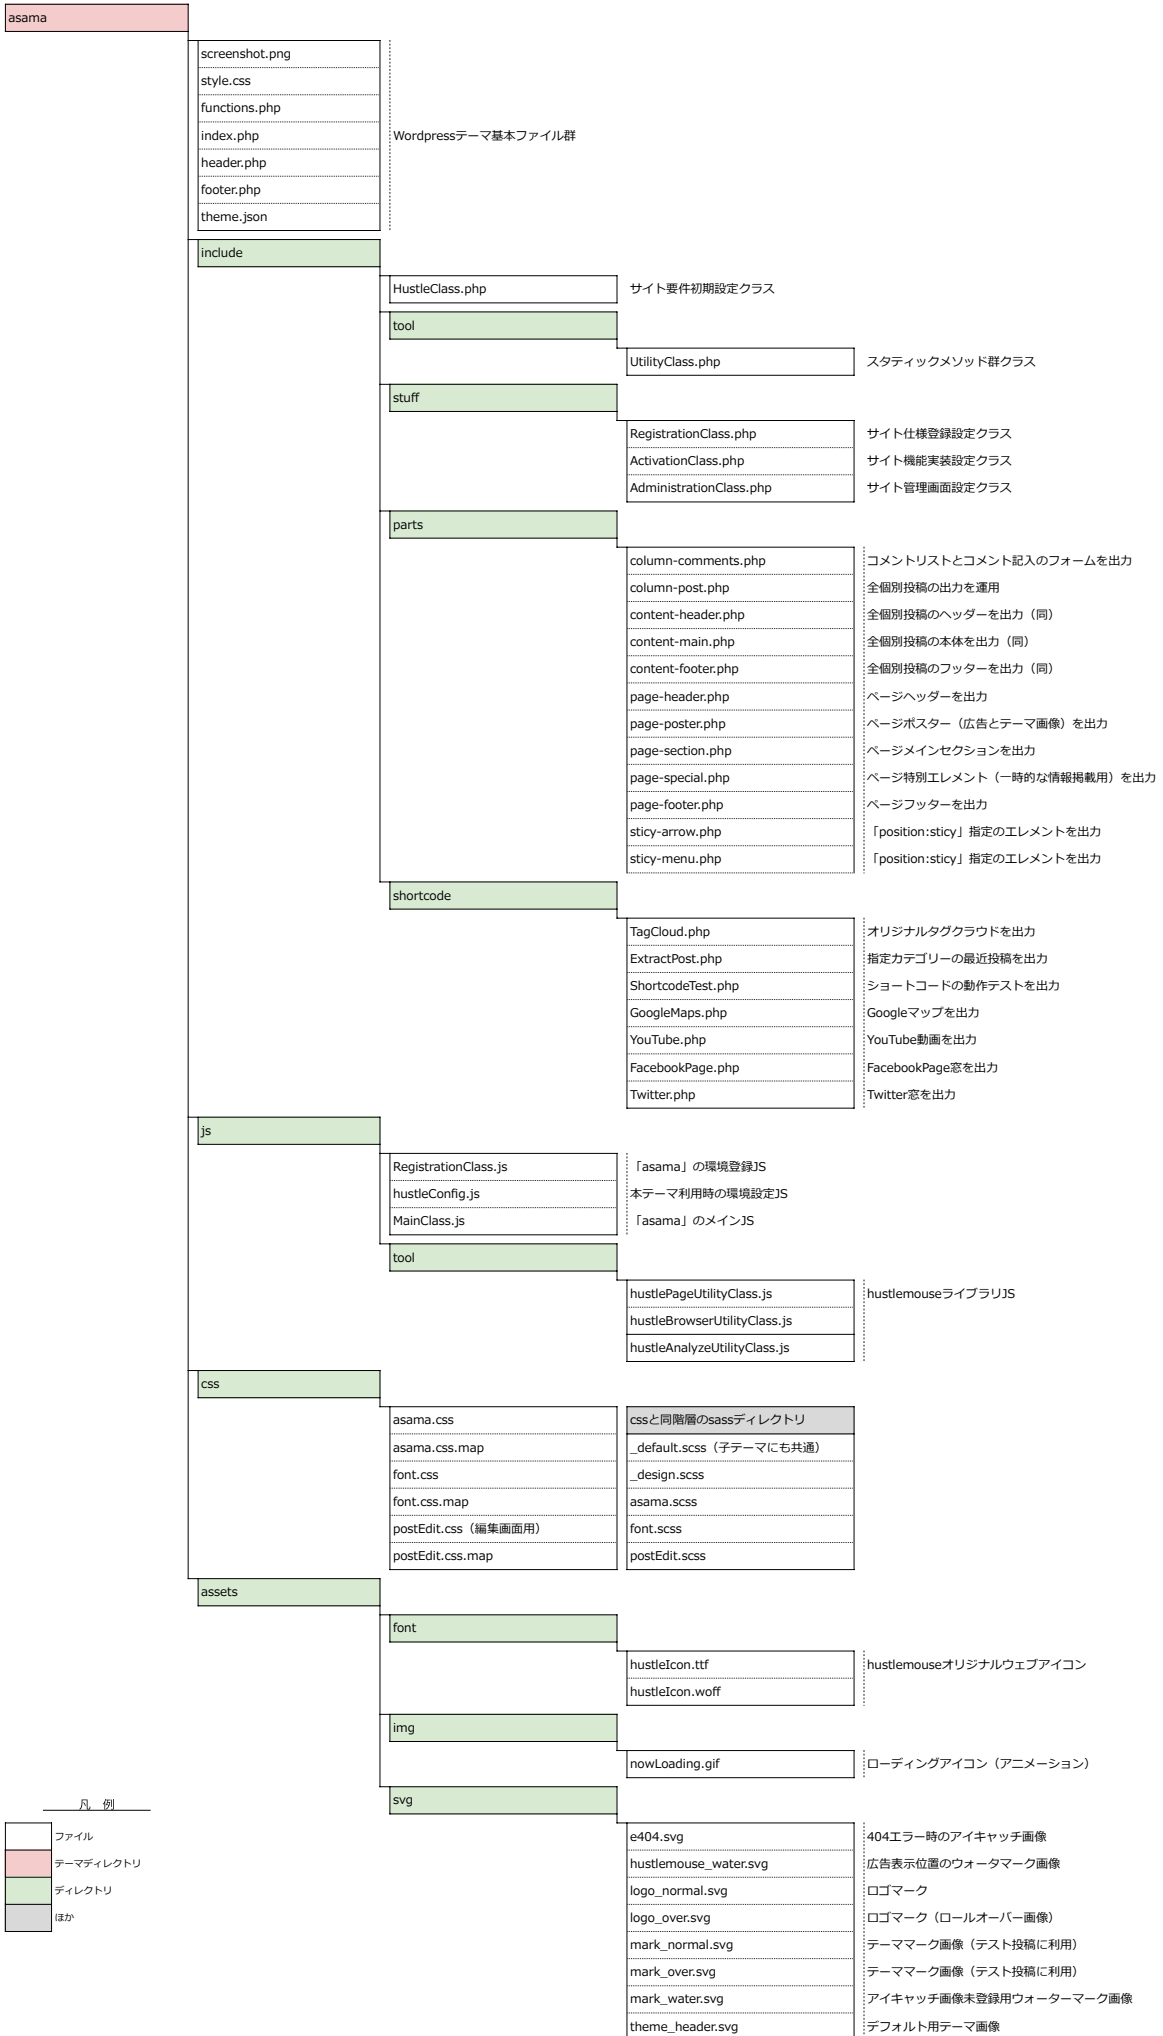 asama
screenshot.png
style.css
functions.php
index.php Wordpressテーマ基本ファイル群
header.php
footer.php
theme.json
include
HustleClass.php サイト要件初期設定クラス
tool
UtilityClass.php スタティックメソッド群クラス
stuff
RegistrationClass.php サイト仕様登録設定クラス
ActivationClass.php サイト機能実装設定クラス
AdministrationClass.php サイト管理画面設定クラス
parts
column-comments.php コメントリストとコメント記入のフォームを出力
column-post.php 全個別投稿の出力を運用
content-header.php 全個別投稿のヘッダーを出力（同）
content-main.php 全個別投稿の本体を出力（同）
content-footer.php 全個別投稿のフッターを出力（同）
page-header.php ページヘッダーを出力
page-poster.php ページポスター（広告とテーマ画像）を出力
page-section.php ページメインセクションを出力
page-special.php ページ特別エレメント（一時的な情報掲載用）を出力
page-footer.php ページフッターを出力
sticy-arrow.php 「position:sticy」指定のエレメントを出力
sticy-menu.php 「position:sticy」指定のエレメントを出力
shortcode
TagCloud.php オリジナルタグクラウドを出力
ExtractPost.php 指定カテゴリーの最近投稿を出力
ShortcodeTest.php ショートコードの動作テストを出力
GoogleMaps.php Googleマップを出力
YouTube.php YouTube動画を出力
FacebookPage.php FacebookPage窓を出力
Twitter.php Twitter窓を出力
js
RegistrationClass.js 「asama」の環境登録JS
hustleConfig.js 本テーマ利用時の環境設定JS
MainClass.js 「asama」のメインJS
tool
hustlePageUtilityClass.js hustlemouseライブラリJS
hustleBrowserUtilityClass.js
hustleAnalyzeUtilityClass.js
css
asama.css cssと同階層のsassディレクトリ
asama.css.map _default.scss（子テーマにも共通）
font.css _design.scss
font.css.map asama.scss
postEdit.css（編集画面用） font.scss
postEdit.css.map postEdit.scss
assets
font
hustleIcon.ttf hustlemouseオリジナルウェブアイコン
hustleIcon.woff
img
nowLoading.gif ローディングアイコン（アニメーション）
svg
e404.svg 404エラー時のアイキャッチ画像
hustlemouse_water.svg 広告表示位置のウォータマーク画像
logo_normal.svg ロゴマーク
logo_over.svg ロゴマーク（ロールオーバー画像）
mark_normal.svg テーママーク画像（テスト投稿に利用）
mark_over.svg テーママーク画像（テスト投稿に利用）
mark_water.svg アイキャッチ画像未登録用ウォーターマーク画像
theme_header.svg デフォルト用テーマ画像
凡　例
ファイル
テーマディレクトリ
ディレクトリ
ほか